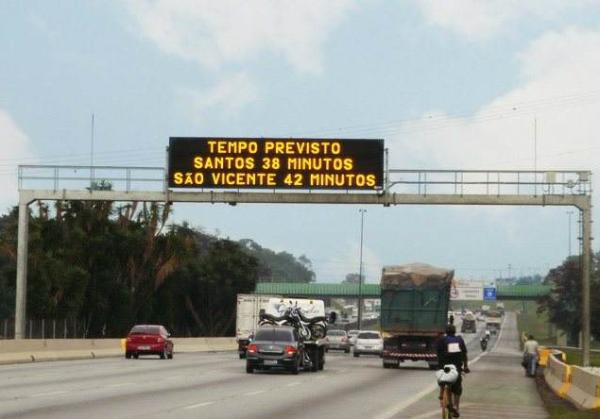 TEMPO PREVISTO
SANTOS 38 MINUTOS
SÃO VICENTE 42 MINUTOS